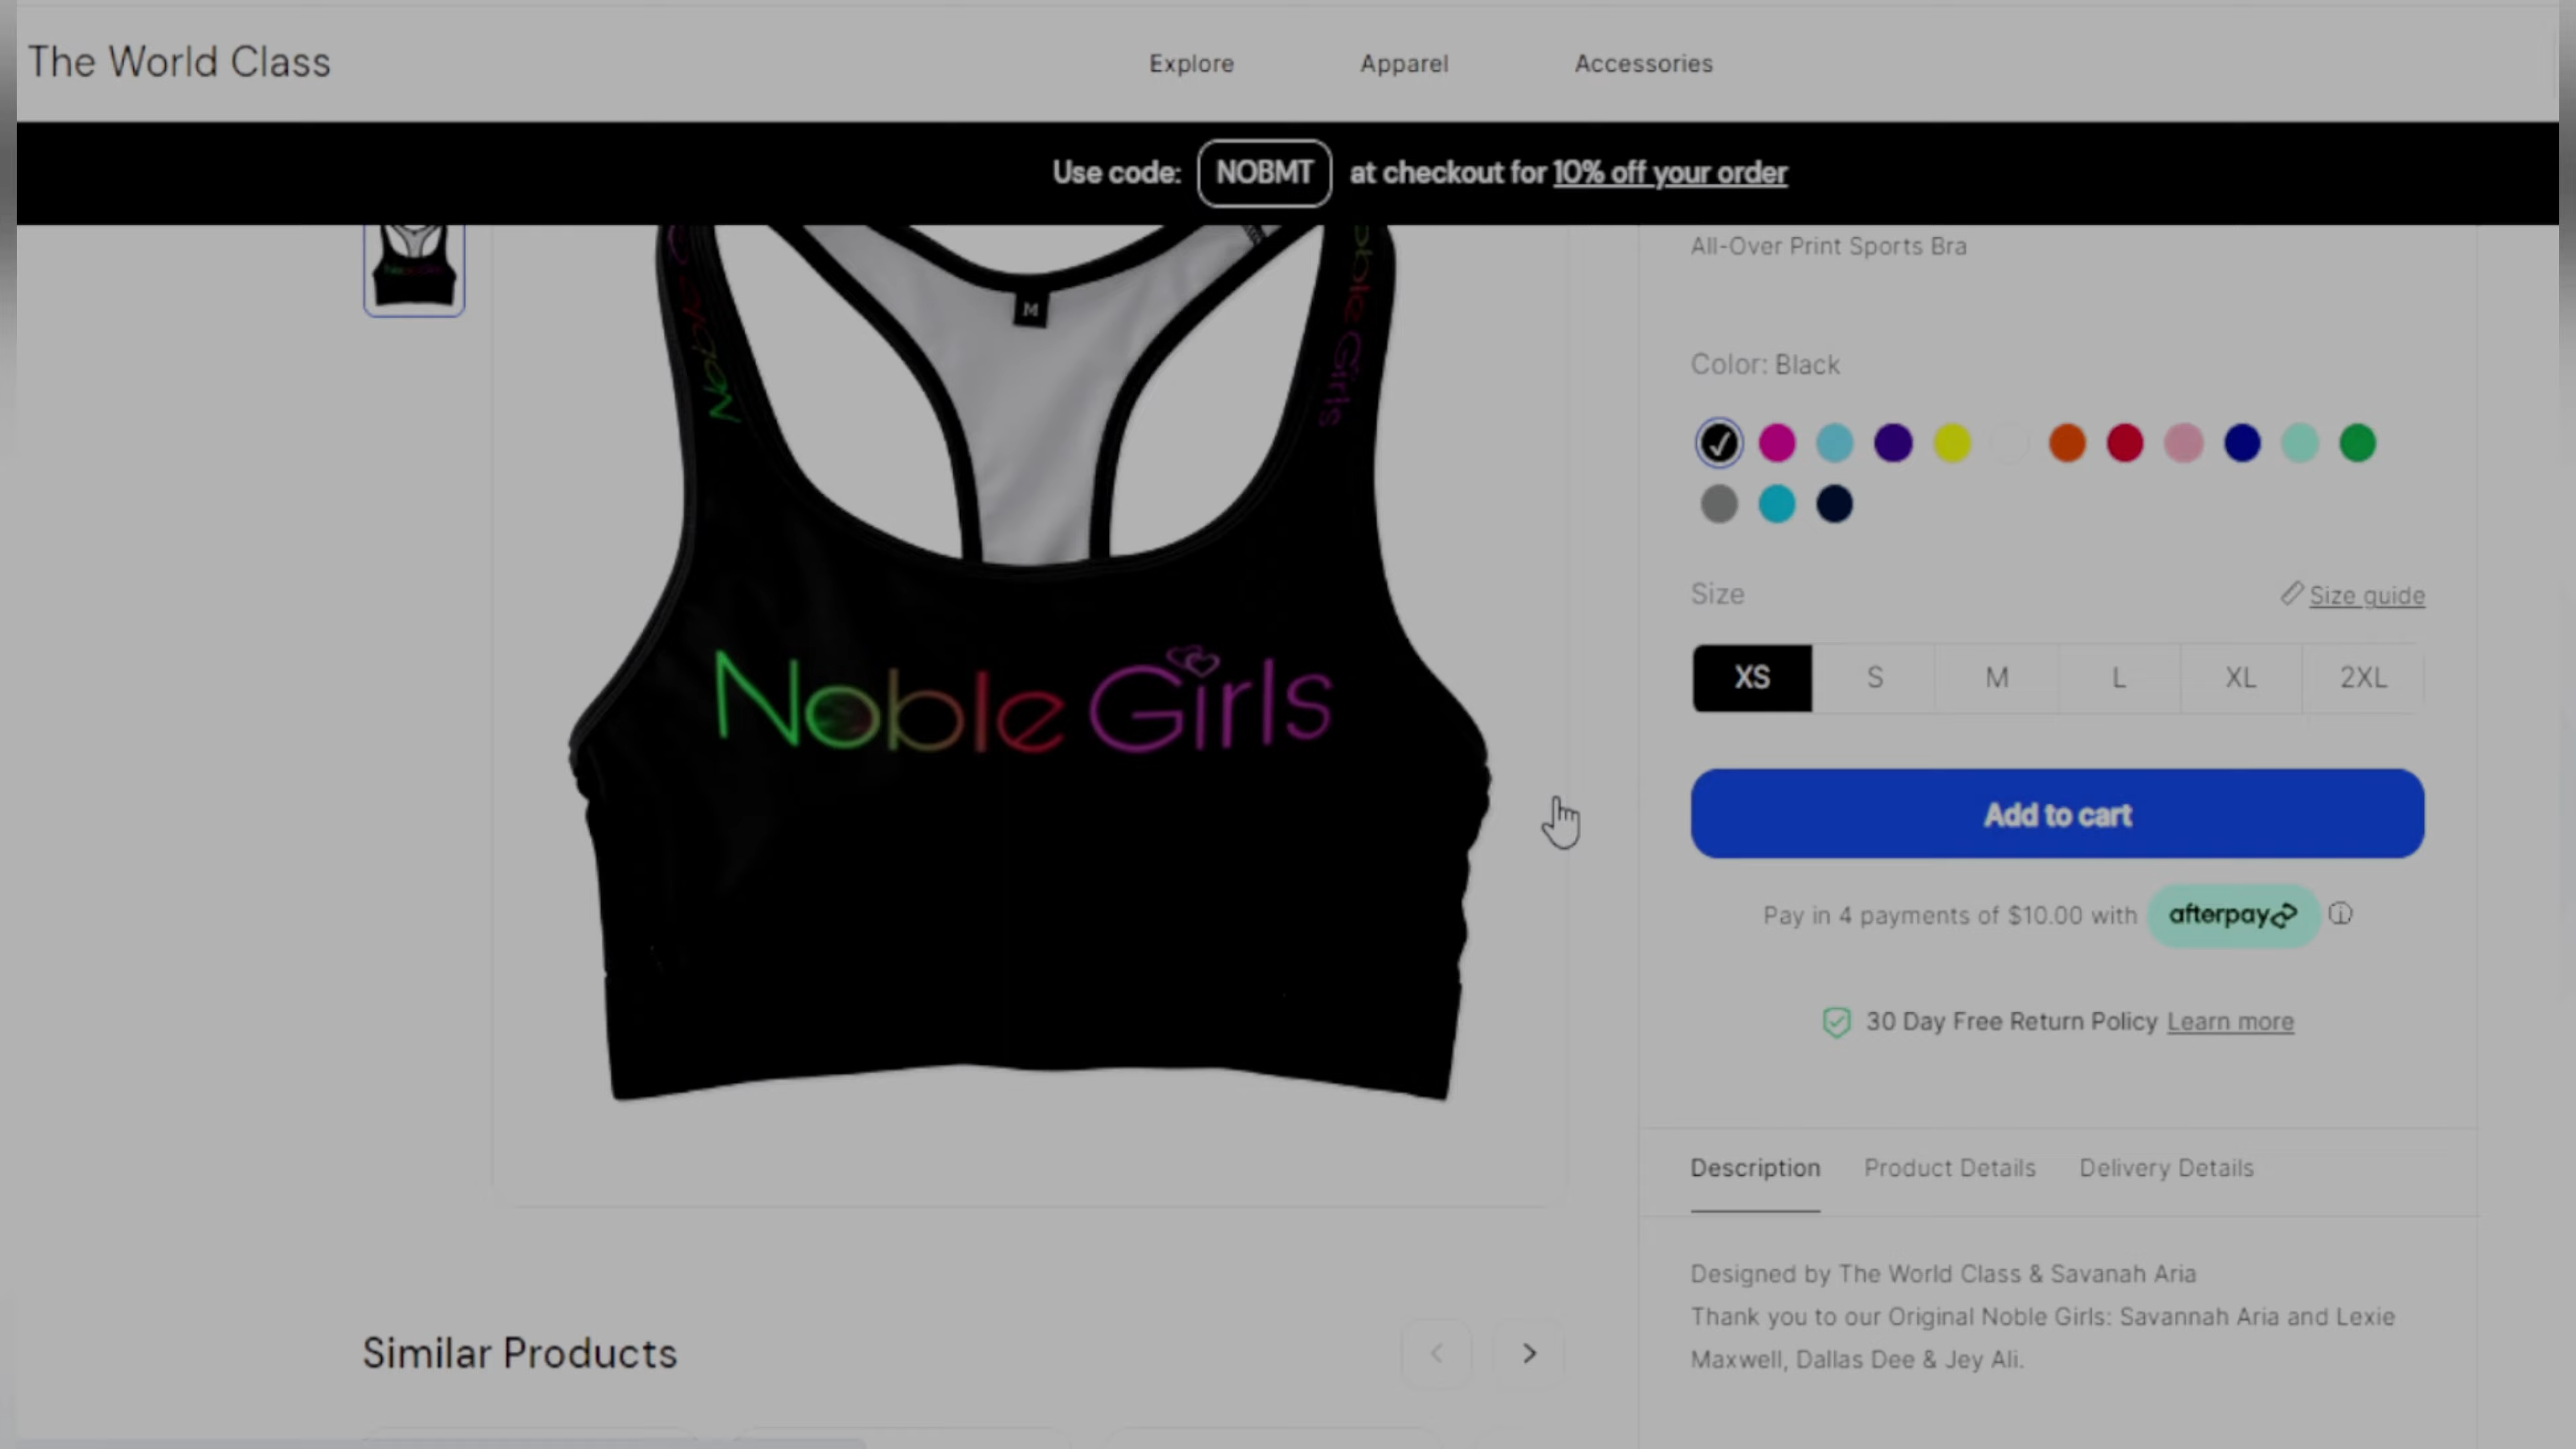 The World Class
Explore Apparel Accessories
Use code: NOBMT at checkout for 10% off your order
All-Over Print Sports Bra
M
Noble Girls
Color: Black
Size
Size guide
XS S M L XL 2XL
Noble Girls
Add to cart
Pay in 4 payments of $10.00 with afterpay
30 Day Free Return Policy Learn more
Description Product Details Delivery Details
Designed by The World Class & Savanah Aria
Thank you to our Original Noble Girls: Savannah Aria and Lexie
Maxwell, Dallas Dee & Jey Ali.
Similar Products